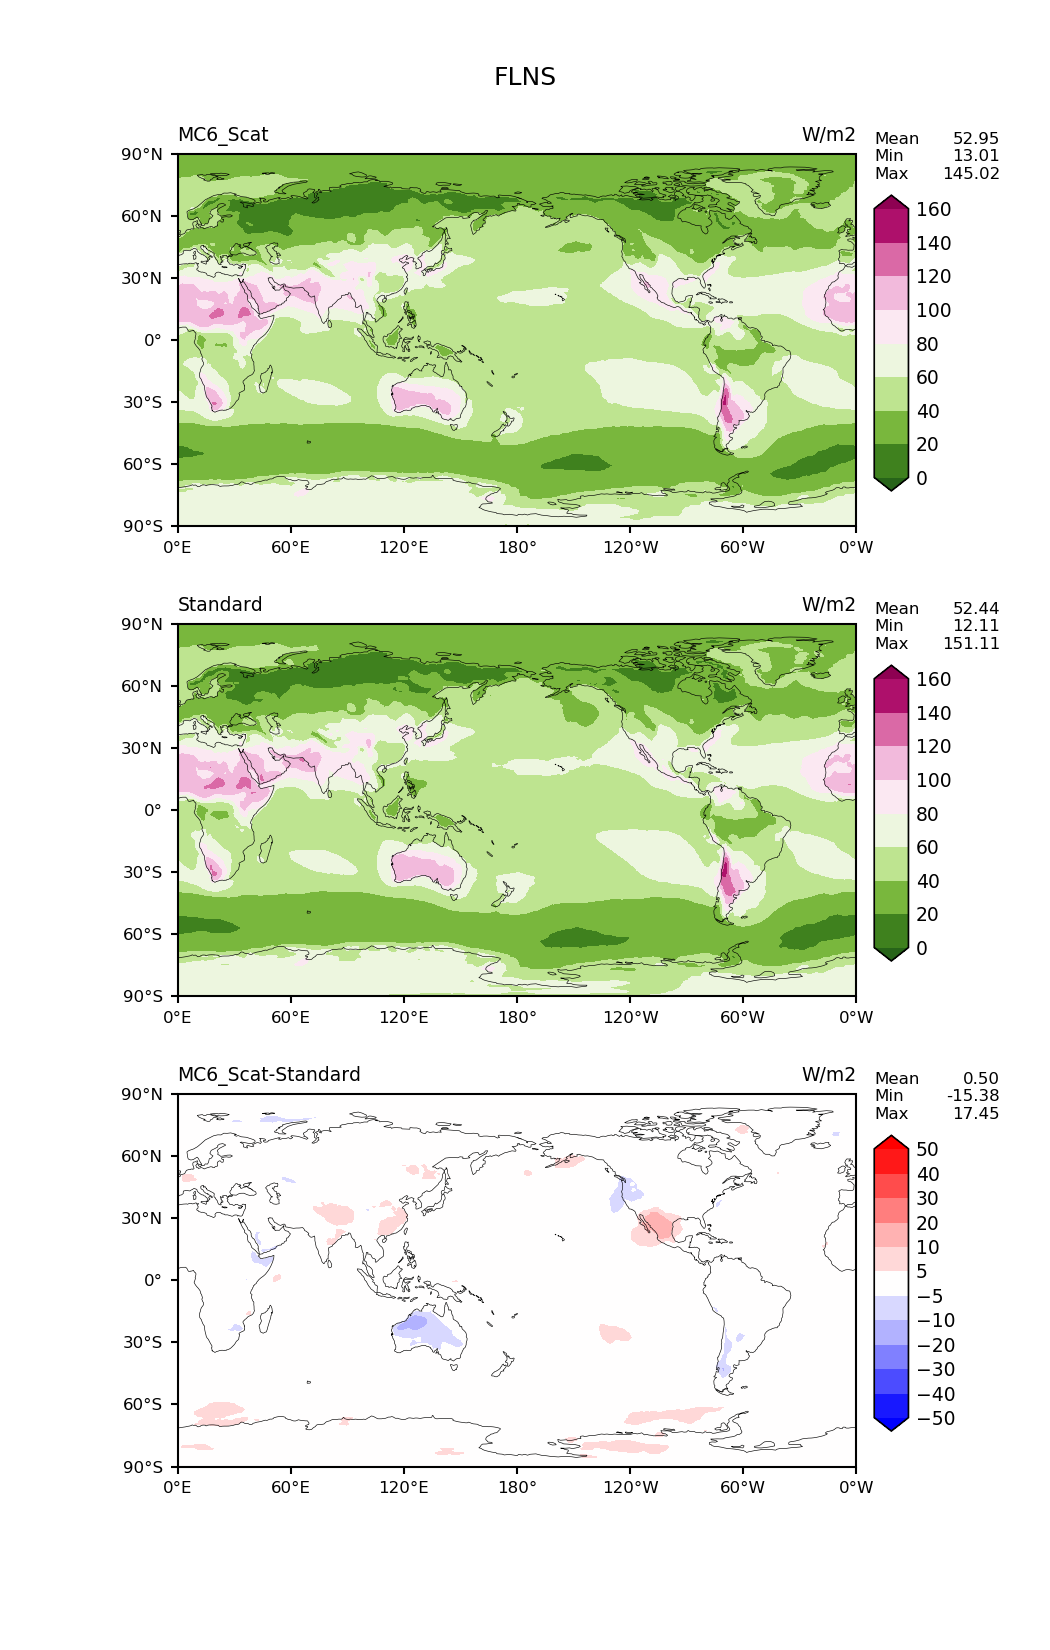 FLNS
MC6_Scat W/m2
Mean 52.95
Min 13.01
Max 145.02
90°N
60°N
30°N
0°
30°S
60°S
90°S
0°E 60°E 120°E 180° 120°W 60°W 0°W
160
140
120
100
80
60
40
20
0
Standard W/m2
Mean 52.44
Min 12.11
Max 151.11
90°N
60°N
30°N
0°
30°S
60°S
90°S
0°E 60°E 120°E 180° 120°W 60°W 0°W
160
140
120
100
80
60
40
20
0
MC6_Scat-Standard W/m2
Mean 0.50
Min -15.38
Max 17.45
90°N
60°N
30°N
0°
30°S
60°S
90°S
0°E 60°E 120°E 180° 120°W 60°W 0°W
50
40
30
20
10
5
−5
−10
−20
−30
−40
−50